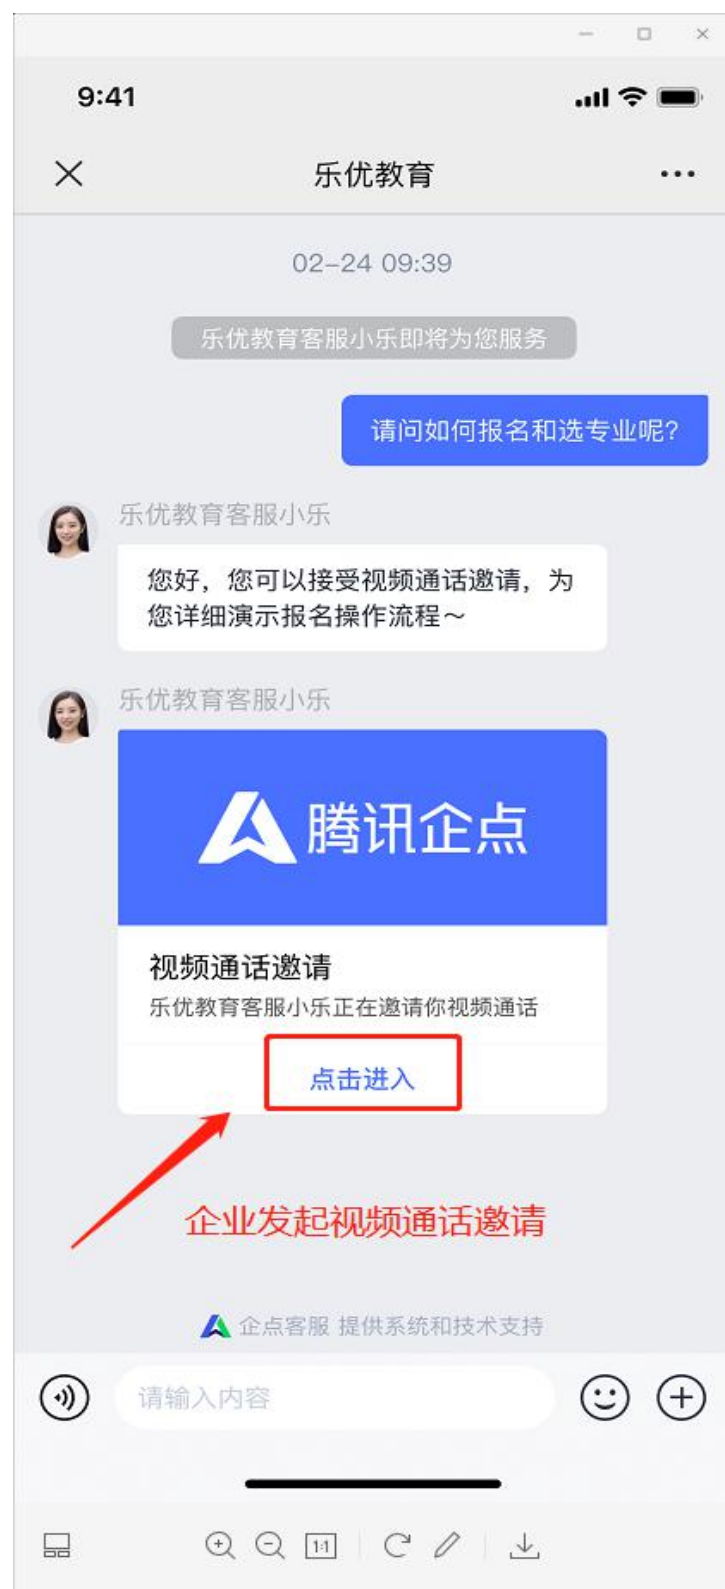 9:41
乐优教育
02-24 09:39
乐优教育客服小乐即将为您服务
请问如何报名和选专业呢?
乐优教育客服小乐
您好，您可以接受视频通话邀请，为
您详细演示报名操作流程～
乐优教育客服小乐
腾讯企点
视频通话邀请
乐优教育客服小乐正在邀请你视频通话
点击进入
企业发起视频通话邀请
企点客服 提供系统和技术支持
请输入内容
1:1